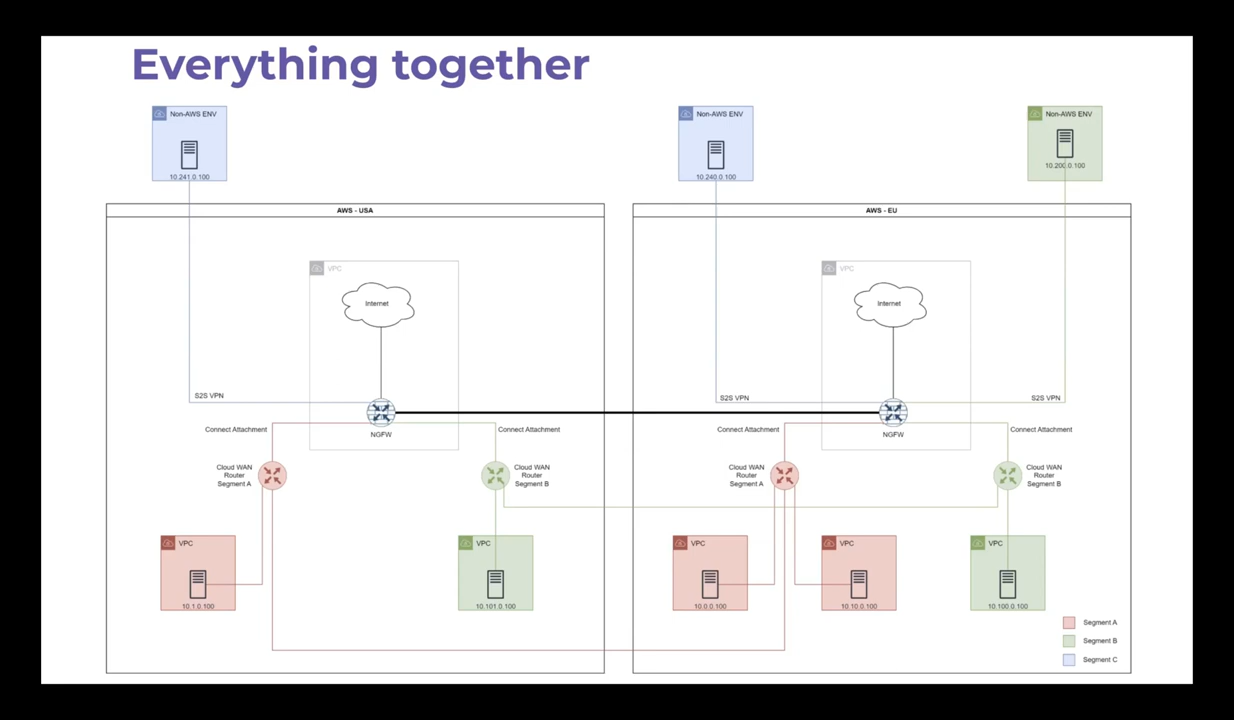 Everything together
Non-AWS ENV
10.241.0.100
Non-AWS ENV
10.240.0.100
Non-AWS ENV
10.200.0.100
AWS - USA
AWS - EU
VPC
Internet
VPC
Internet
S2S VPN
S2S VPN
S2S VPN
Connect Attachment
NGFW
Connect Attachment
Connect Attachment
NGFW
Connect Attachment
Cloud WAN
Router
Segment A
Cloud WAN
Router
Segment B
Cloud WAN
Router
Segment A
Cloud WAN
Router
Segment B
VPC
10.1.0.100
VPC
10.101.0.100
VPC
10.0.0.100
VPC
10.10.0.100
VPC
10.100.0.100
Segment A
Segment B
Segment C